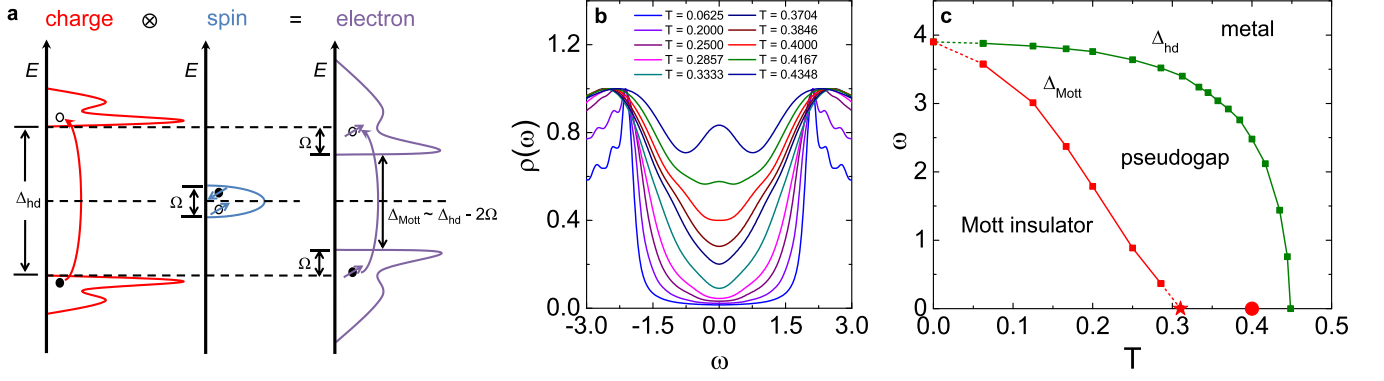 a charge ⊗ spin = electron
E E E
Ω
Δhd Ω ΔMott ~ Δhd - 2Ω
Ω
b
T = 0.0625 T = 0.3704
T = 0.2000 T = 0.3846
T = 0.2500 T = 0.4000
T = 0.2857 T = 0.4167
T = 0.3333 T = 0.4348
1.2
0.8
0.4
0.0
ρ(ω)
-3.0 -1.5 0.0 1.5 3.0
ω
c
metal
Δhd
ΔMott
pseudogap
Mott insulator
4
3
2
1
0
ω
0.0 0.1 0.2 0.3 0.4 0.5
T